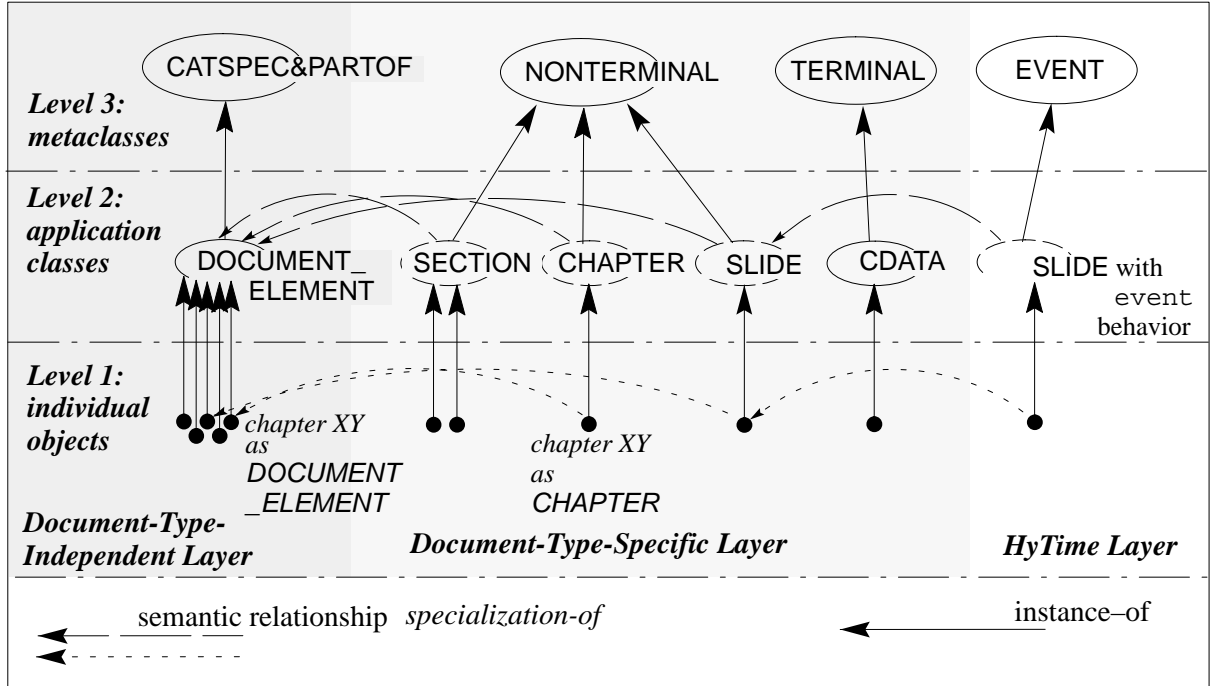 CATSPEC&PARTOF
NONTERMINAL
TERMINAL
EVENT
Level 3:
metaclasses
Level 2:
application
classes
DOCUMENT_
ELEMENT
SECTION
CHAPTER
SLIDE
CDATA
SLIDE with
event
behavior
Level 1:
individual
objects
chapter XY
as
DOCUMENT
_ELEMENT
chapter XY
as
CHAPTER
Document-Type-
Independent Layer
Document-Type-Specific Layer
HyTime Layer
semantic relationship specialization-of
instance–of